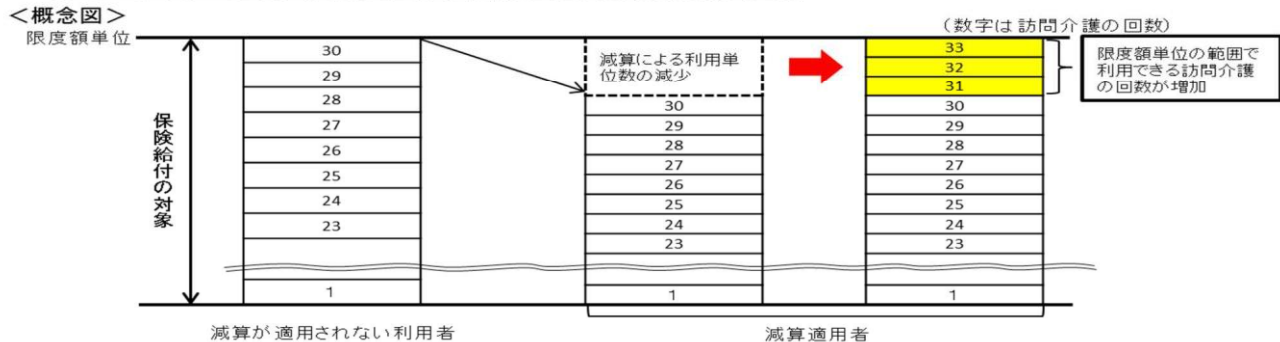 ＜概念図＞
限度額単位
（数字は訪問介護の回数）
保険給付の対象
30
29
28
27
26
25
24
23
1
減算による利用単
位数の減少
30
29
28
27
26
25
24
23
1
33
32
31
30
29
28
27
26
25
24
23
1
限度額単位の範囲で
利用できる訪問介護
の回数が増加
減算が適用されない利用者
減算適用者